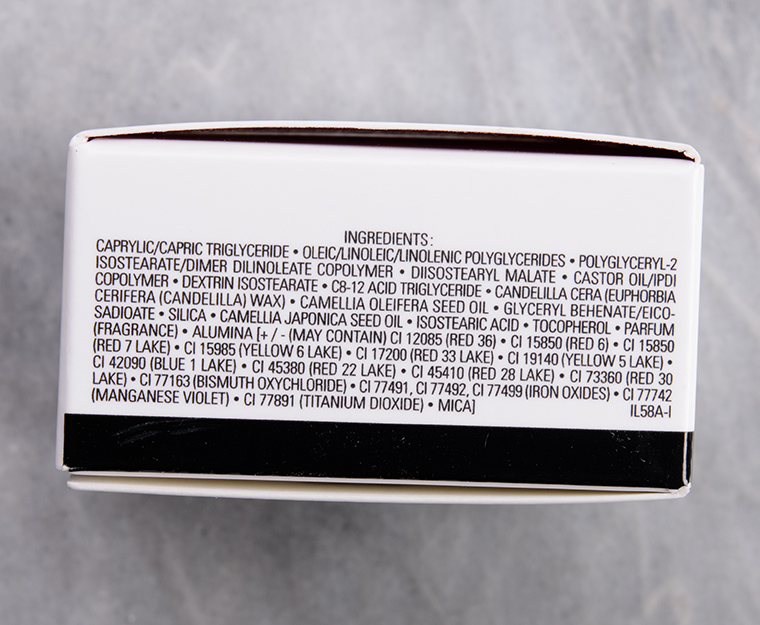 INGREDIENTS:
CAPRYLIC/CAPRIC TRIGLYCERIDE • OLEIC/LINOLEIC/LINOLENIC POLYGLYCERIDES • POLYGLYCERYL-2
ISOSTEARATE/DIMER DILINOLEATE COPOLYMER • DIISOSTEARYL MALATE • CASTOR OIL/IPDI
COPOLYMER • DEXTRIN ISOSTEARATE • C8-12 ACID TRIGLYCERIDE • CANDELILLA CERA (EUPHORBIA
CERIFERA (CANDELILLA) WAX) • CAMELLIA OLEIFERA SEED OIL • GLYCERYL BEHENATE/EICO-
SADIOATE • SILICA • CAMELLIA JAPONICA SEED OIL • ISOSTEARIC ACID • TOCOPHEROL • PARFUM
(FRAGRANCE) • ALUMINA [+ / - (MAY CONTAIN) CI 12085 (RED 36) • CI 15850 (RED 6) • CI 15850
(RED 7 LAKE) • CI 15985 (YELLOW 6 LAKE) • CI 17200 (RED 33 LAKE) • CI 19140 (YELLOW 5 LAKE) •
CI 42090 (BLUE 1 LAKE) • CI 45380 (RED 22 LAKE) • CI 45410 (RED 28 LAKE) • CI 73360 (RED 30
LAKE) • CI 77163 (BISMUTH OXYCHLORIDE) • CI 77491, CI 77492, CI 77499 (IRON OXIDES) • CI 77742
(MANGANESE VIOLET) • CI 77891 (TITANIUM DIOXIDE) • MICA] IL58A-I